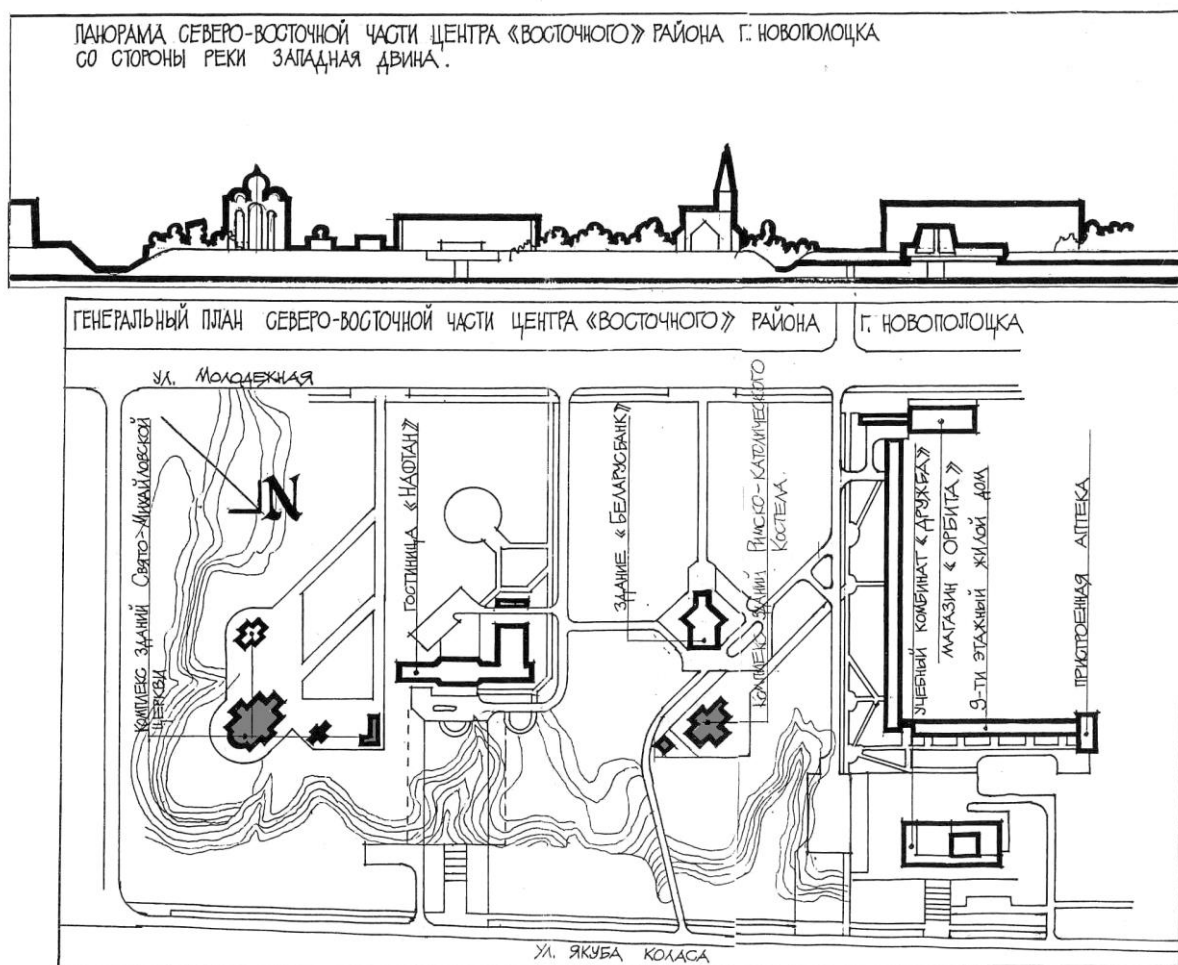 ПАНОРАМА СЕВЕРО-ВОСТОЧНОЙ ЧАСТИ ЦЕНТРА «ВОСТОЧНОГО» РАЙОНА Г. НОВОПОЛОЦКА
СО СТОРОНЫ РЕКИ ЗАПАДНАЯ ДВИНА.
ГЕНЕРАЛЬНЫЙ ПЛАН СЕВЕРО-ВОСТОЧНОЙ ЧАСТИ ЦЕНТРА «ВОСТОЧНОГО» РАЙОНА Г. НОВОПОЛОЦКА
УЛ. МОЛОДЕЖНАЯ
N
КОМПЛЕКС ЗДАНИЙ СВЯТО-МИХАЙЛОВСКОЙ
ЦЕРКВИ
ГОСТИНИЦА «НАФТАН»
ЗДАНИЕ «БЕЛАРУСБАНК»
КОМПЛЕКС ЗДАНИЙ РИМСКО-КАТОЛИЧЕСКОГО
КОСТЕЛА.
УЧЕБНЫЙ КОМБИНАТ «ДРУЖБА»
МАГАЗИН «ОРБИТА»
9-ТИ ЭТАЖНЫЙ ЖИЛОЙ ДОМ
ПРИСТРОЕННАЯ АПТЕКА
УЛ. ЯКУБА КОЛАСА